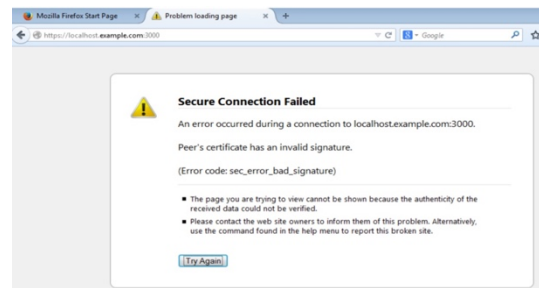 Mozilla Firefox Start Page
Problem loading page
https://localhost.example.com:3000
Google
Secure Connection Failed
An error occurred during a connection to localhost.example.com:3000.
Peer's certificate has an invalid signature.
(Error code: sec_error_bad_signature)
The page you are trying to view cannot be shown because the authenticity of the
received data could not be verified.
Please contact the web site owners to inform them of this problem. Alternatively,
use the command found in the help menu to report this broken site.
Try Again